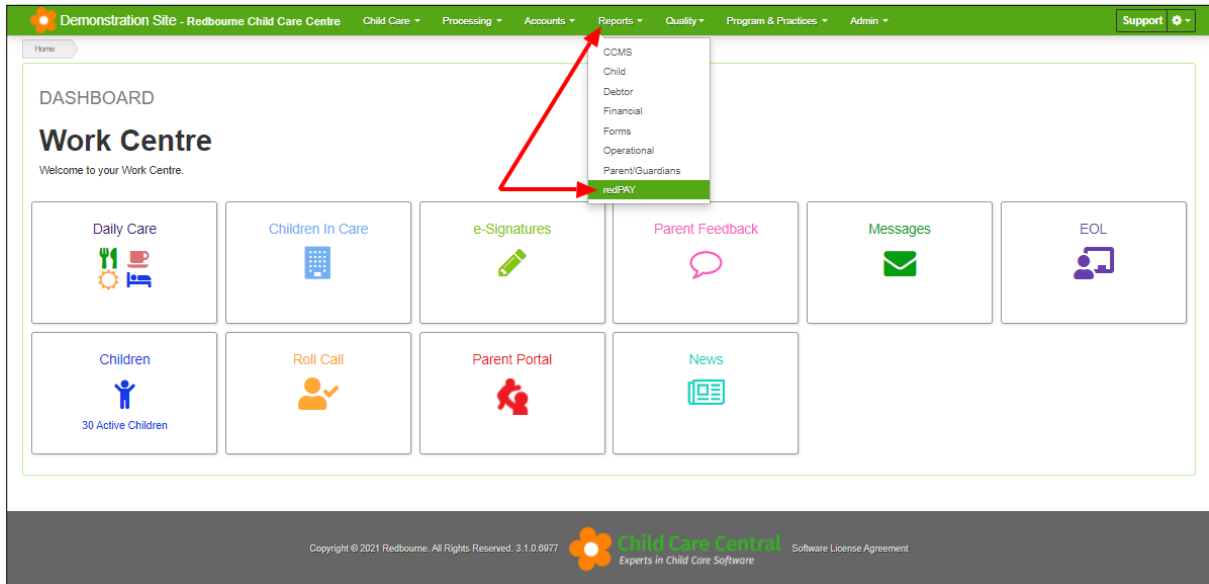 Demonstration Site - Redbourne Child Care Centre Child Care Processing Accounts Reports Quality Program & Practices Admin Support
Home
CCMS
Child
Debtor
Financial
Forms
Operational
Parent/Guardians
redPAY
DASHBOARD
Work Centre
Welcome to your Work Centre.
Daily Care Children In Care e-Signatures Parent Feedback Messages EOL
Children Roll Call Parent Portal News
30 Active Children
Copyright © 2021 Redbourne. All Rights Reserved. 3.1.0.6977 Child Care Central Software License Agreement
Experts in Child Care Software